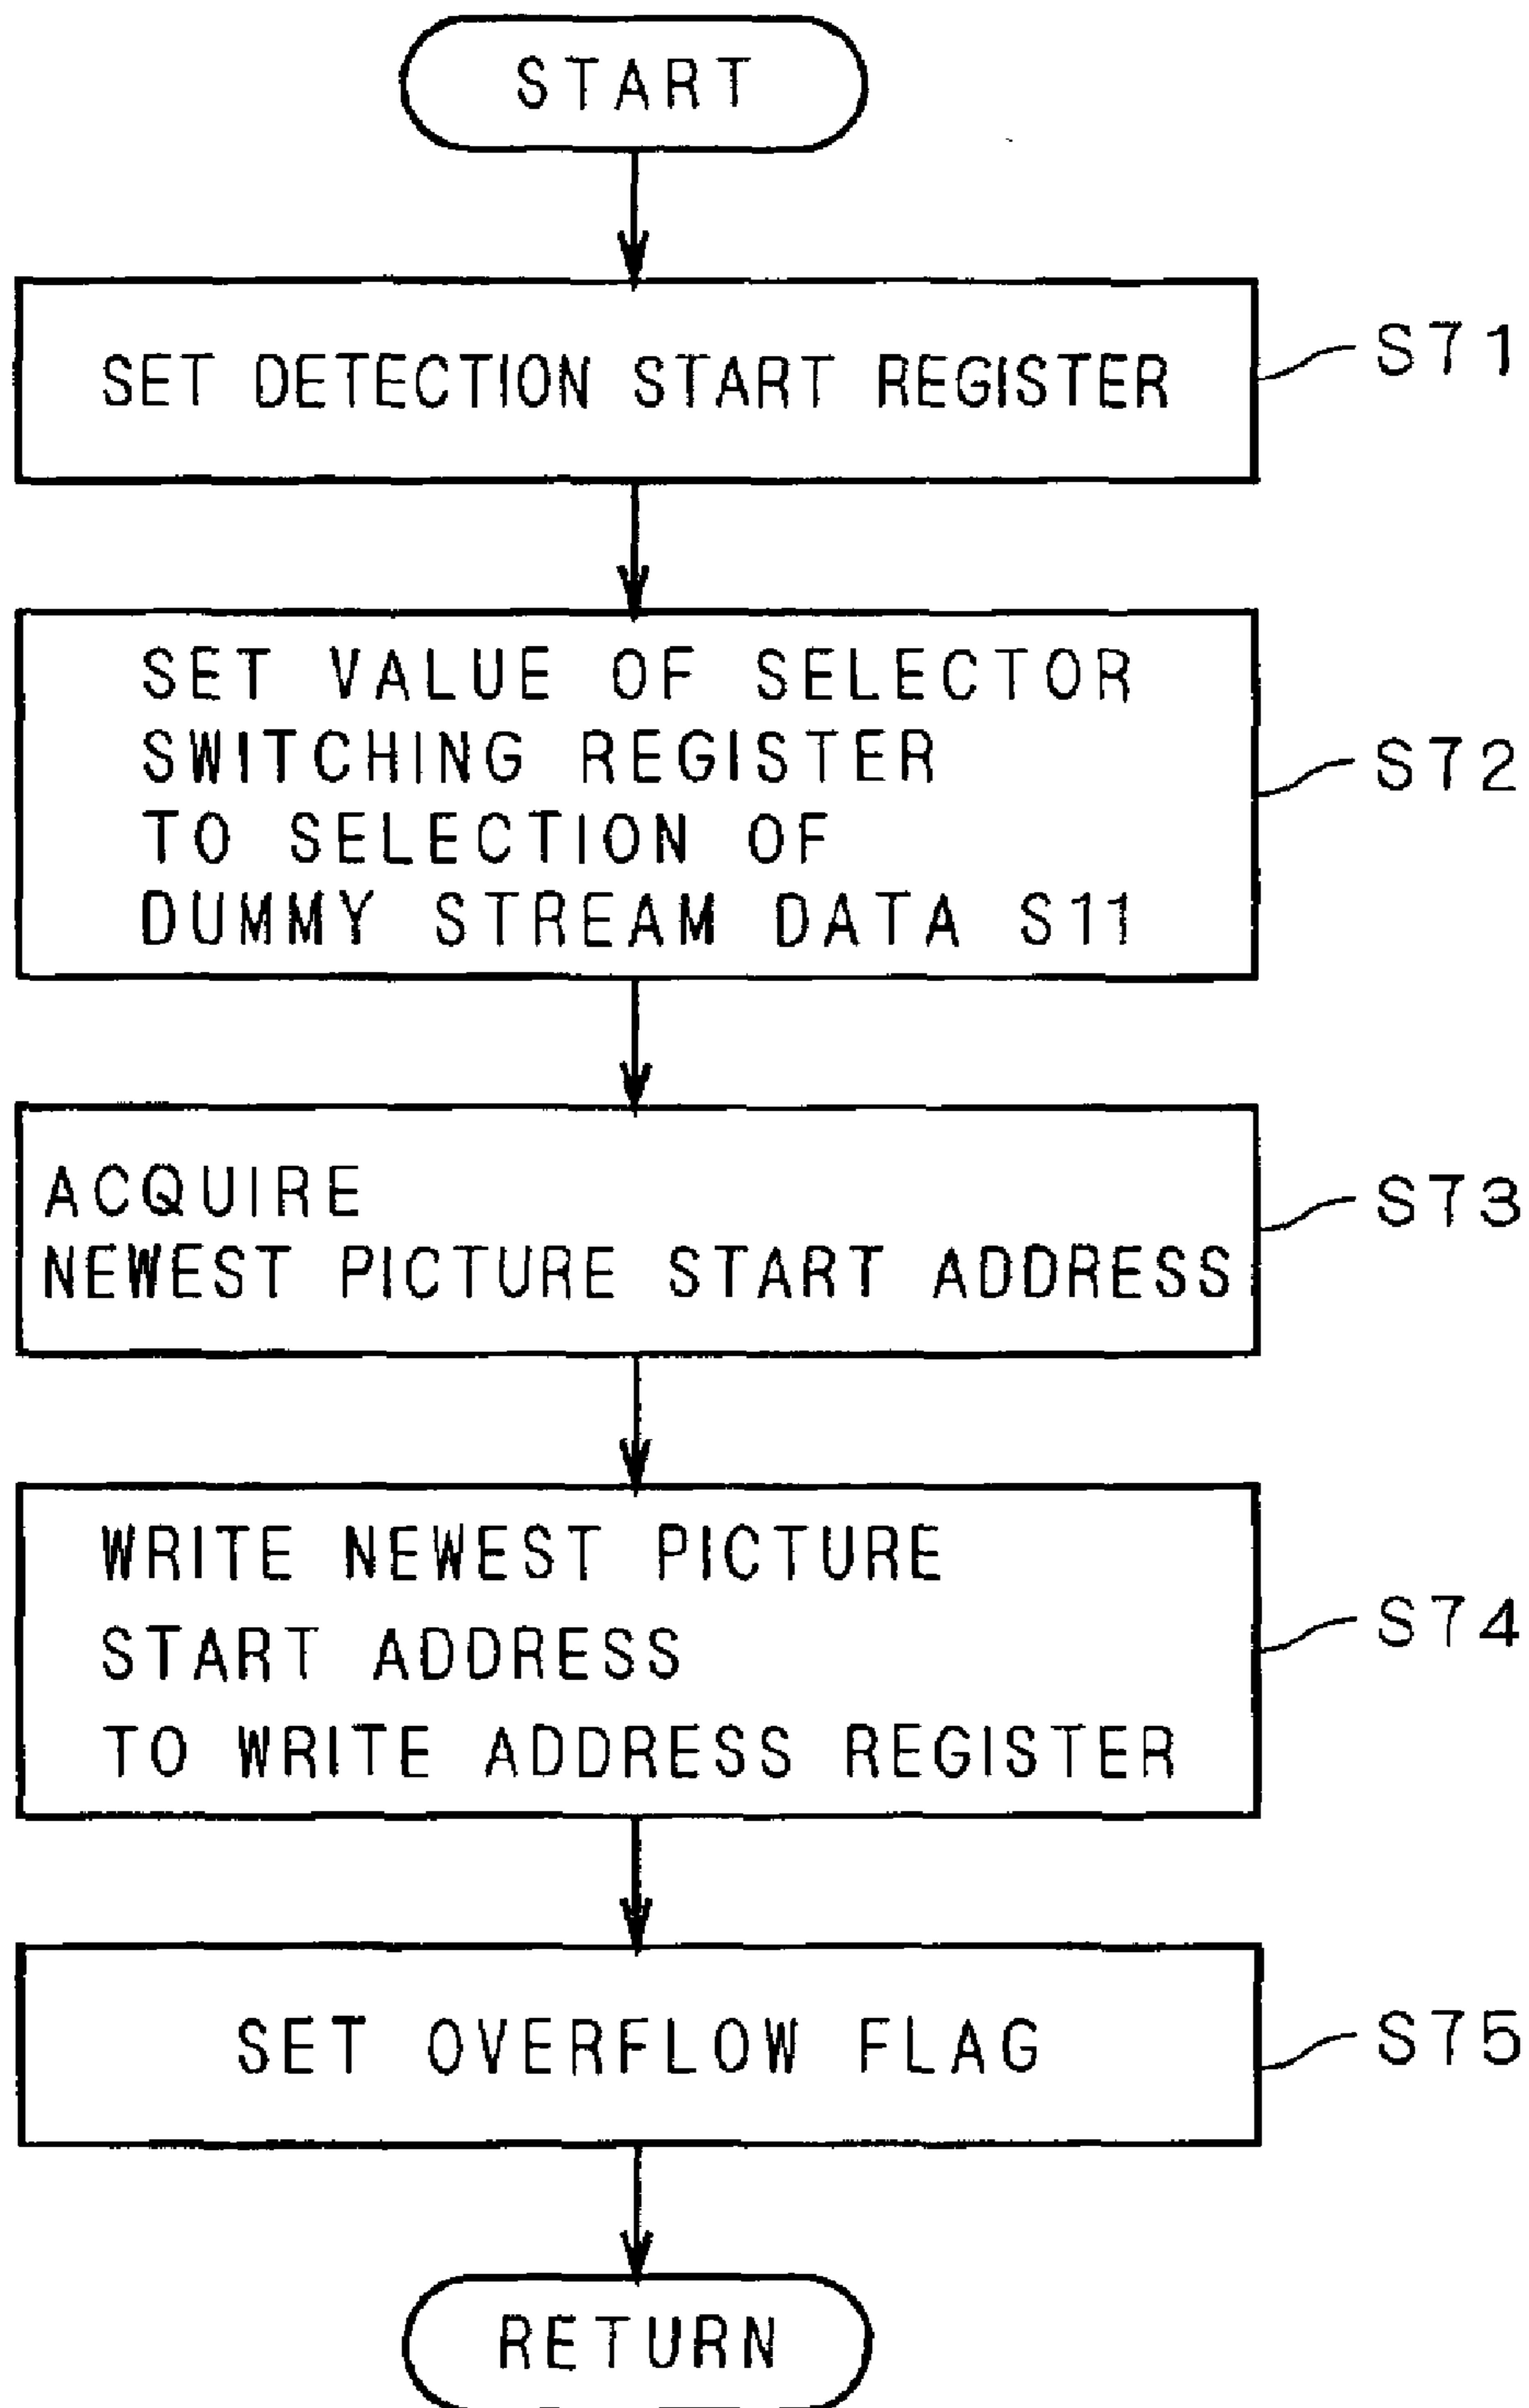 START
SET DETECTION START REGISTER
S71
SET VALUE OF SELECTOR
SWITCHING REGISTER
TO SELECTION OF
DUMMY STREAM DATA S11
S72
ACQUIRE
NEWEST PICTURE START ADDRESS
S73
WRITE NEWEST PICTURE
START ADDRESS
TO WRITE ADDRESS REGISTER
S74
SET OVERFLOW FLAG
S75
RETURN